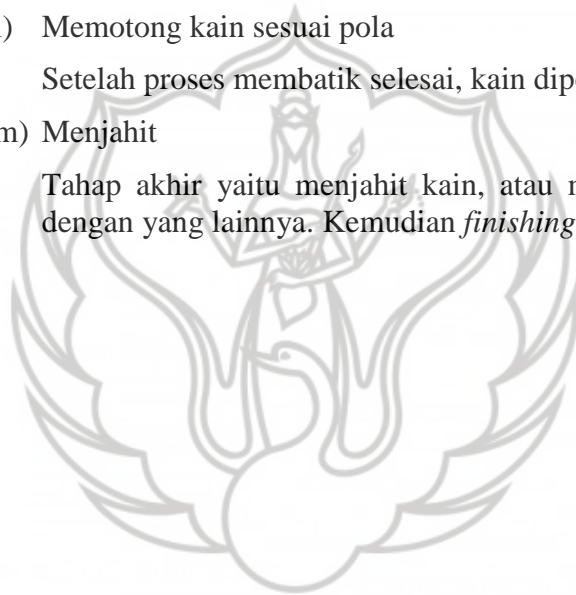 ) Memotong kain sesuai pola
Setelah proses membatik selesai, kain
m) Menjahit
Tahap akhir yaitu menjahit kain, atau
dengan yang lainnya. Kemudian finishing